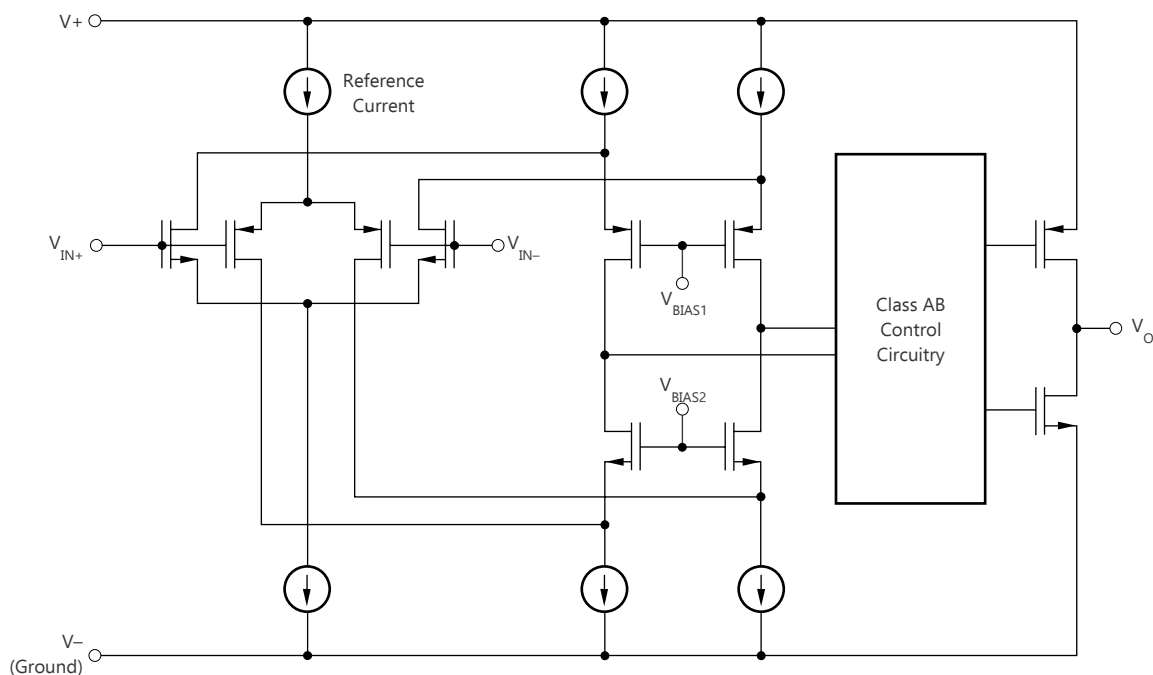 V+
Reference
Current
VIN+
VIN–
VBIAS1
VBIAS2
Class AB
Control
Circuitry
VO
V–
(Ground)